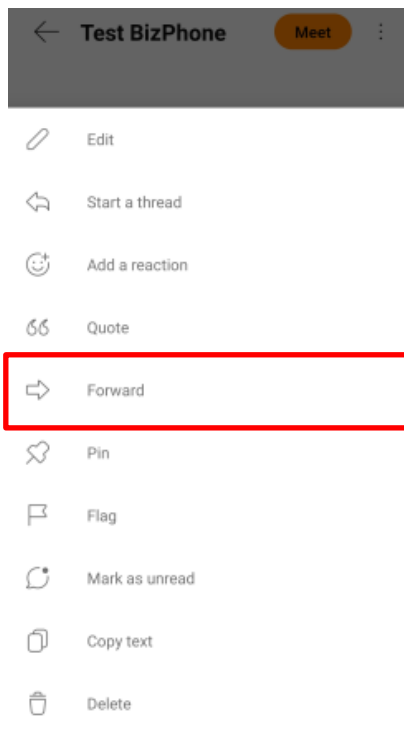 Test BizPhone Meet
Edit
Start a thread
Add a reaction
Quote
Forward
Pin
Flag
Mark as unread
Copy text
Delete